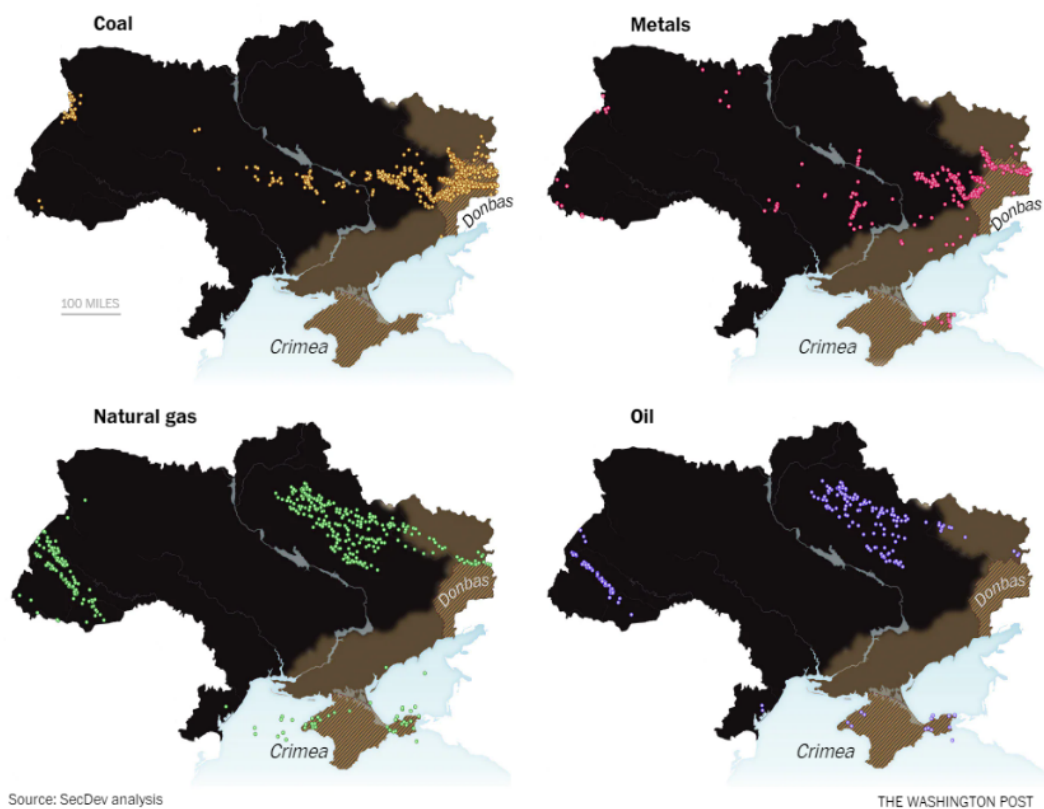 Coal
Metals
Donbas
Donbas
100 MILES
Crimea
Crimea
Natural gas
Oil
Donbas
Donbas
Crimea
Crimea
Source: SecDev analysis
THE WASHINGTON POST